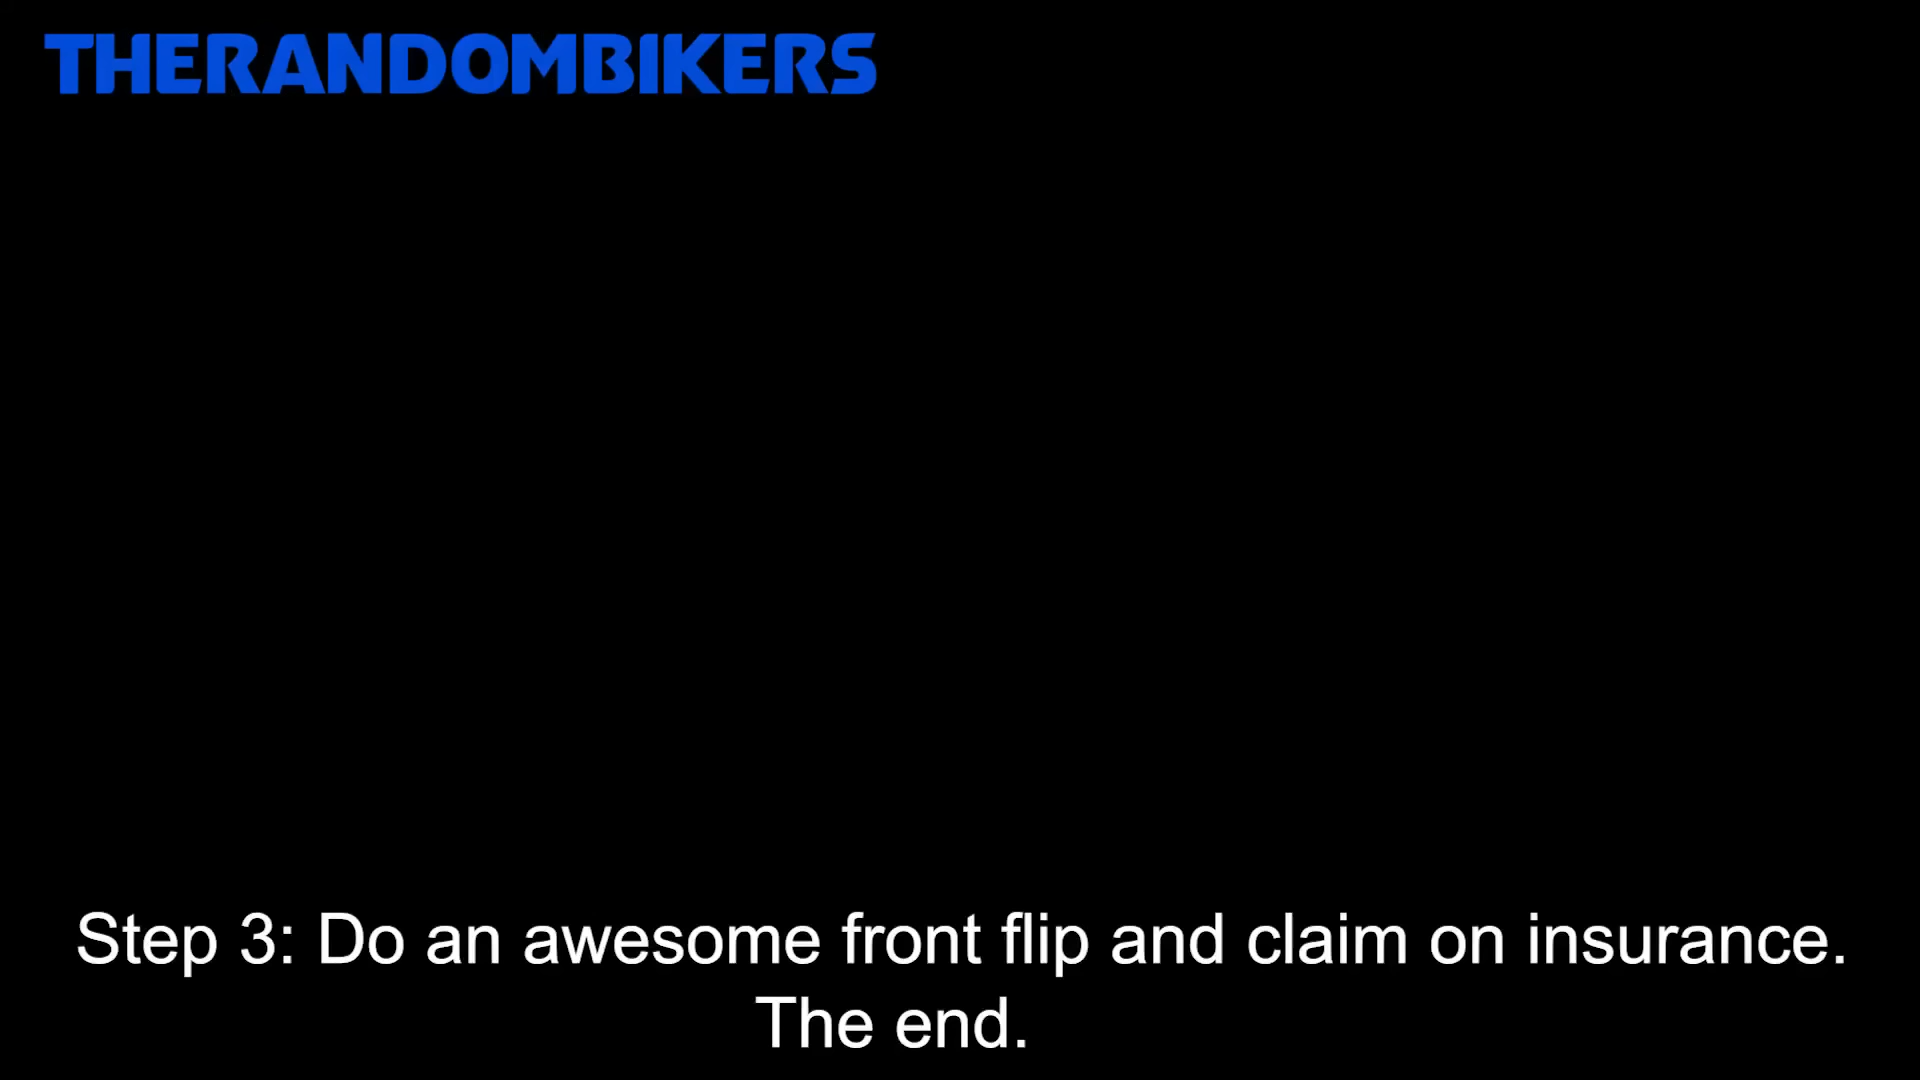 THERANDOMBIKERS
Step 3: Do an awesome front flip and claim on insurance.
The end.